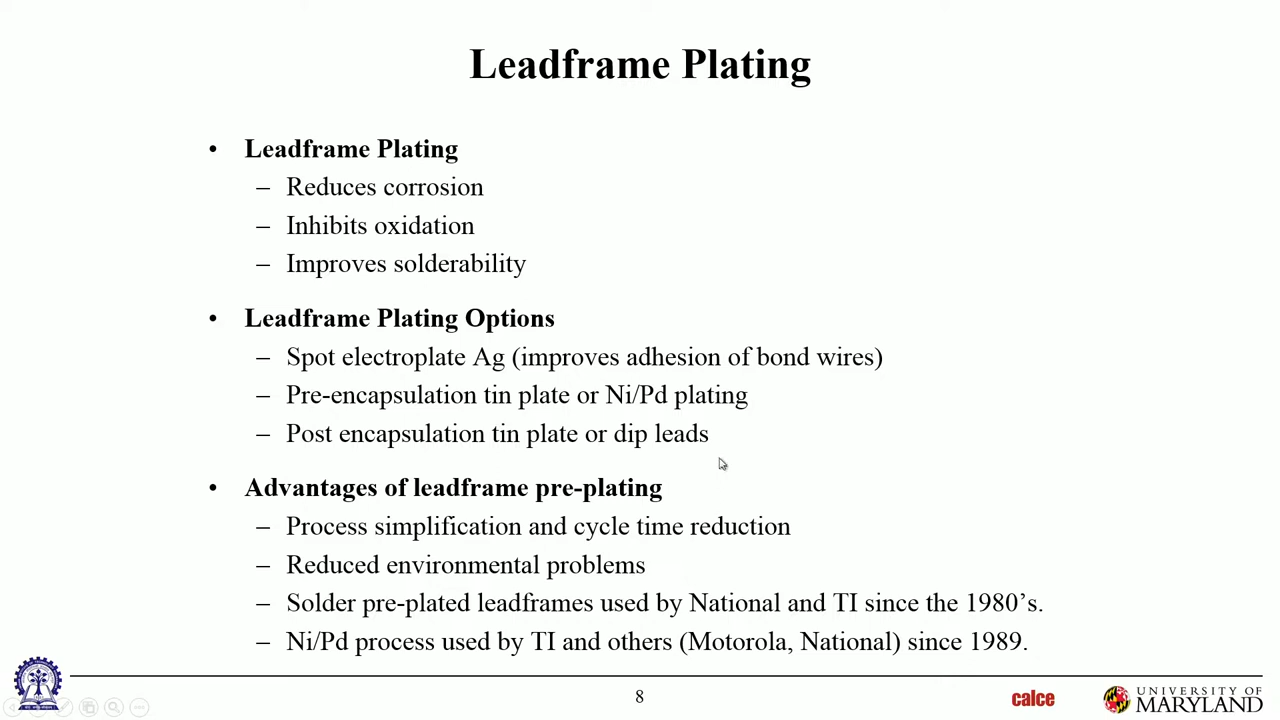 Leadframe Plating
• Leadframe Plating
– Reduces corrosion
– Inhibits oxidation
– Improves solderability
• Leadframe Plating Options
– Spot electroplate Ag (improves adhesion of bond wires)
– Pre-encapsulation tin plate or Ni/Pd plating
– Post encapsulation tin plate or dip leads
• Advantages of leadframe pre-plating
– Process simplification and cycle time reduction
– Reduced environmental problems
– Solder pre-plated leadframes used by National and TI since the 1980’s.
– Ni/Pd process used by TI and others (Motorola, National) since 1989.
8
calce
UNIVERSITY OF
MARYLAND